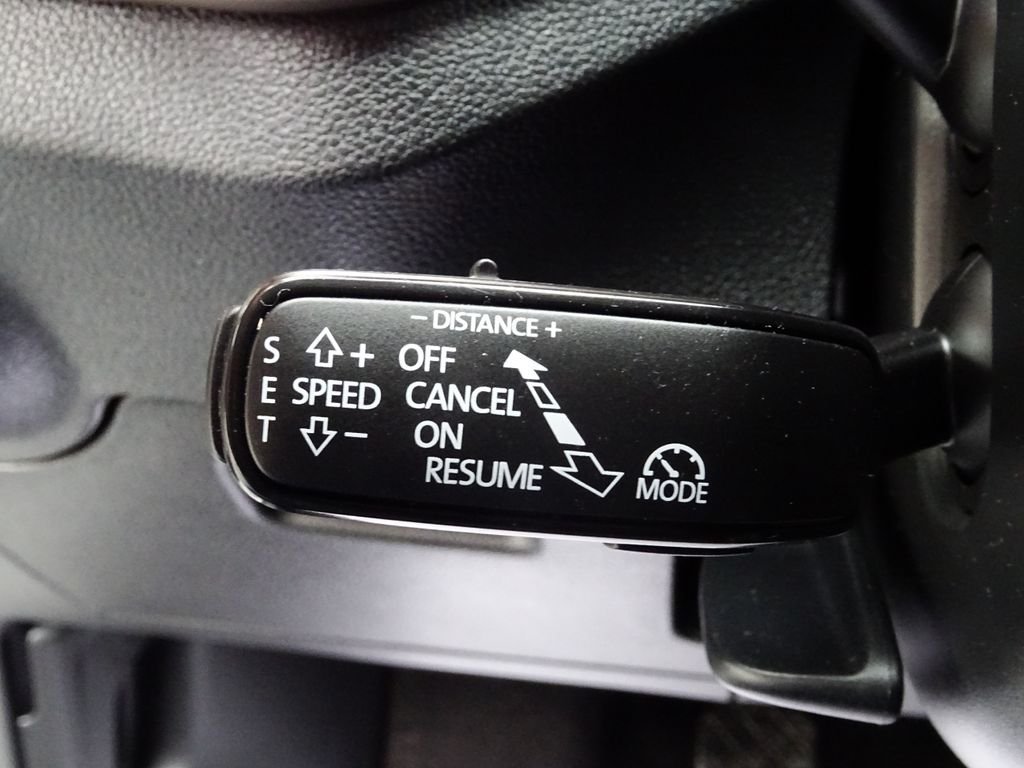 – DISTANCE +
S + OFF
E SPEED CANCEL
T – ON
RESUME
MODE